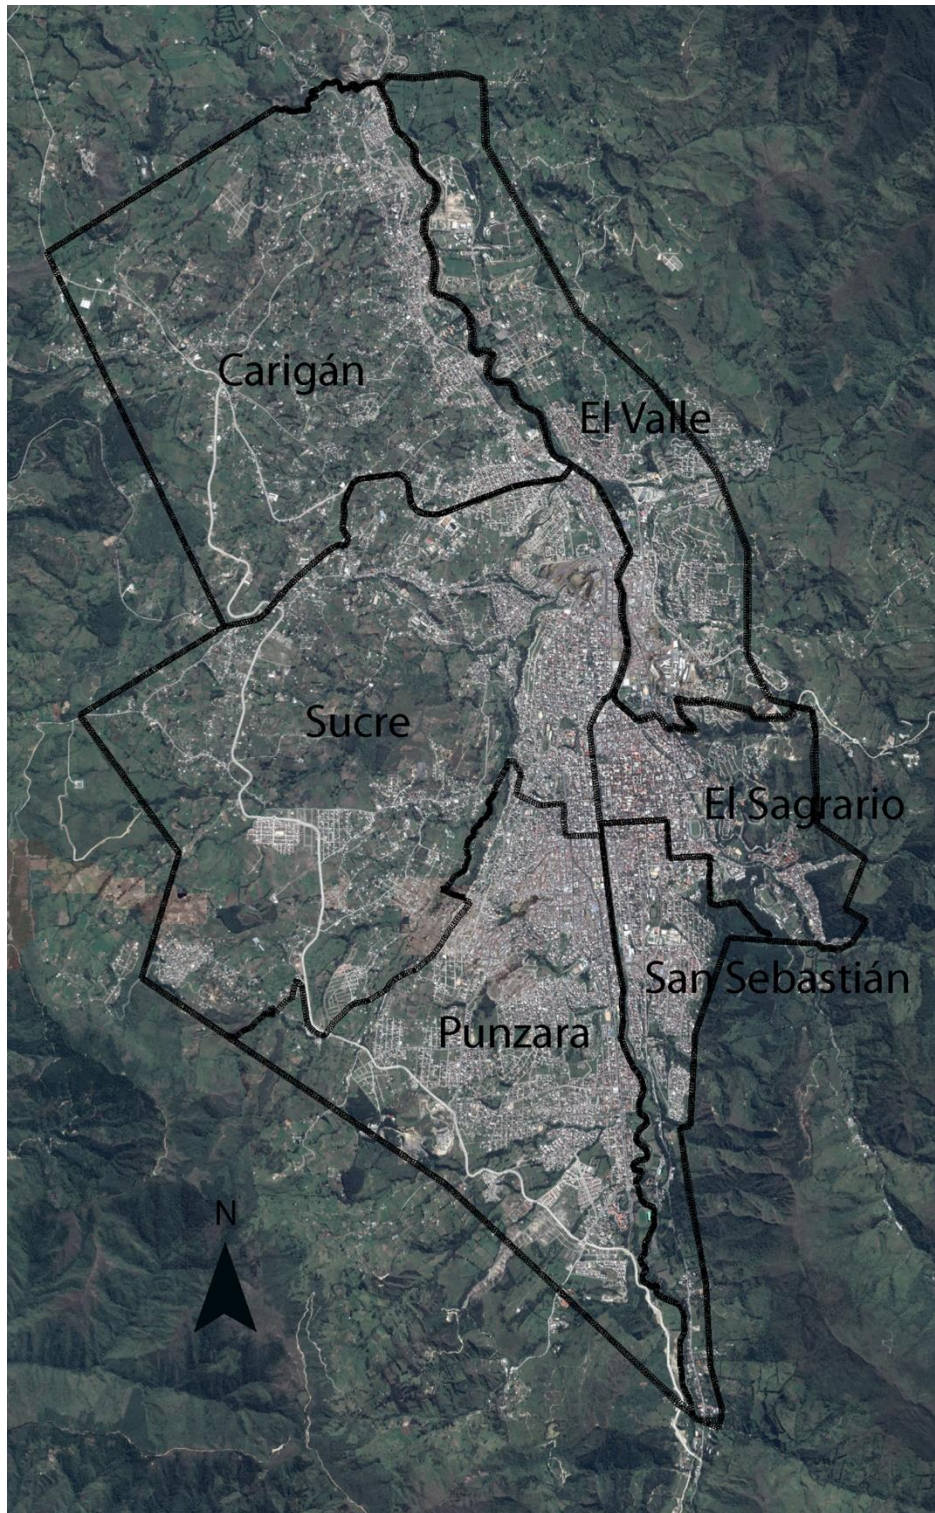 Carigán
El Valle
Sucre
El Sagrario
San Sebastián
Punzara
N